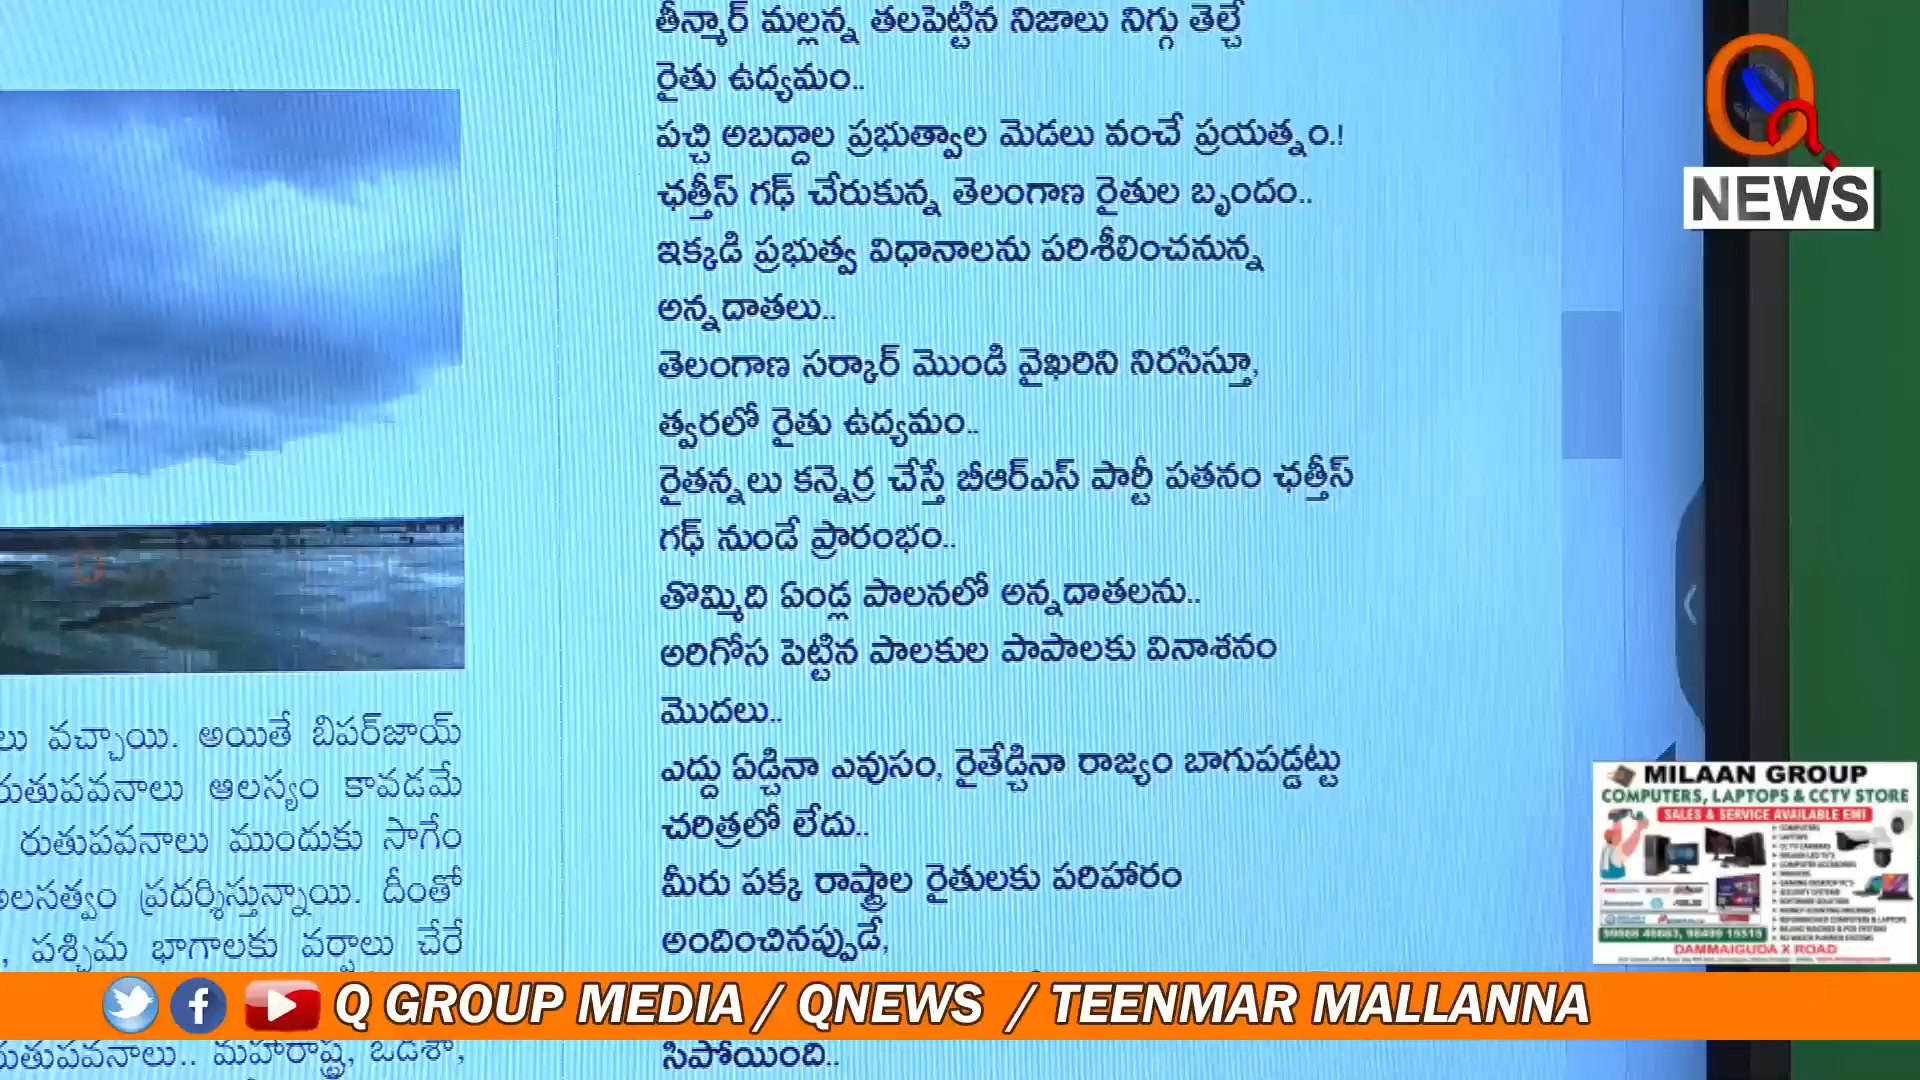 తీన్మార్ మల్లన్న తలపెట్టిన నిజాలు నిగ్గు తెల్చే
రైతు ఉద్యమం..
పచ్చి అబద్దాల ప్రభుత్వాల మెడలు వంచే ప్రయత్నం.!
ఛత్తీస్ గఢ్ చేరుకున్న తెలంగాణ రైతుల బృందం..
ఇక్కడి ప్రభుత్వ విధానాలను పరిశీలించనున్న
అన్నదాతలు..
తెలంగాణ సర్కార్ మొండి వైఖరిని నిరసిస్తూ,
త్వరలో రైతు ఉద్యమం..
రైతన్నలు కన్నెర్ర చేస్తే బీఆర్ఎస్ పార్టీ పతనం ఛత్తీస్
గఢ్ నుండే ప్రారంభం..
తొమ్మిది ఏండ్ల పాలనలో అన్నదాతలను..
అరిగోస పెట్టిన పాలకుల పాపాలకు వినాశనం
మొదలు..
ఎద్దు ఏడ్చినా ఎవుసం, రైతేడ్చినా రాజ్యం బాగుపడ్డట్టు
చరిత్రలో లేదు..
మీరు పక్క రాష్ట్రాల రైతులకు పరిహారం
అందించినప్పుడే,
సిపోయింది..
లు వచ్చాయి. అయితే బిపర్‌జాయ్
రుతుపవనాలు ఆలస్యం కావడమే
రుతుపవనాలు ముందుకు సాగేం
అలసత్వం ప్రదర్శిస్తున్నాయి. దీంతో
, పశ్చిమ భాగాలకు వర్షాలు చేరే
రుతుపవనాలు.. మహారాష్ట్ర, ఒడిశా,
NEWS
MILAAN GROUP
COMPUTERS, LAPTOPS & CCTV STORE
SALES & SERVICE AVAILABLE EMI
DAMMAIGUDA X ROAD
Q GROUP MEDIA / QNEWS / TEENMAR MALLANNA